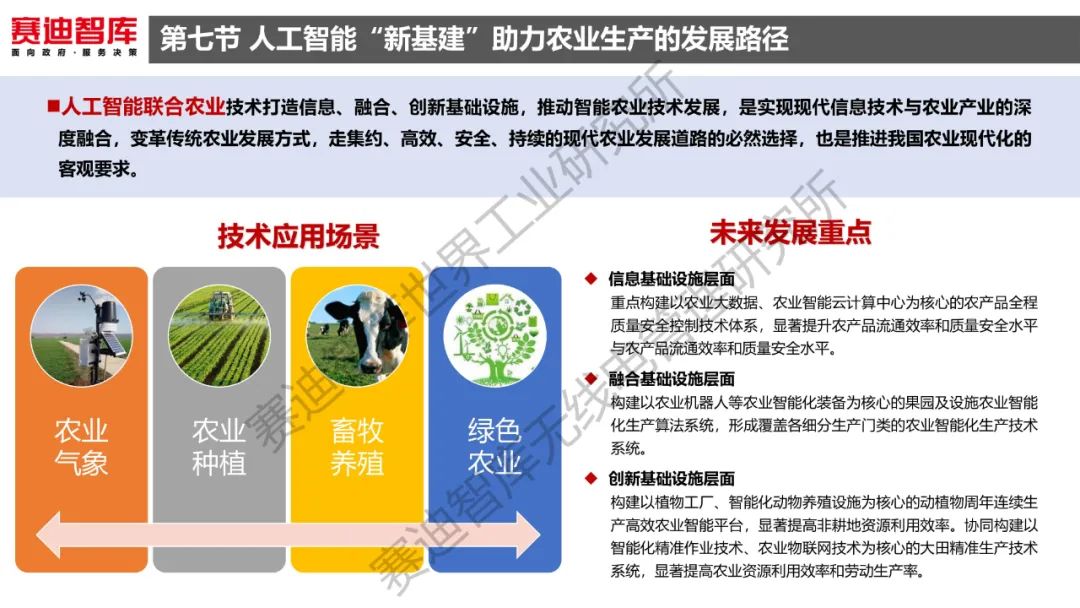 赛迪智库
面向政府·服务决策
第七节 人工智能“新基建”助力农业生产的发展路径
■人工智能联合农业技术打造信息、融合、创新基础设施，推动智能农业技术发展，是实现现代信息技术与农业产业的深
度融合，变革传统农业发展方式，走集约、高效、安全、持续的现代农业发展道路的必然选择，也是推进我国农业现代化的
客观要求。
技术应用场景
农业
气象
农业
种植
畜牧
养殖
绿色
农业
未来发展重点
◆ 信息基础设施层面
重点构建以农业大数据、农业智能云计算中心为核心的农产品全程
质量安全控制技术体系，显著提升农产品流通效率和质量安全水平
与农产品流通效率和质量安全水平。
◆ 融合基础设施层面
构建以农业机器人等农业智能化装备为核心的果园及设施农业智能
化生产算法系统，形成覆盖各细分生产门类的农业智能化生产技术
系统。
◆ 创新基础设施层面
构建以植物工厂、智能化动物养殖设施为核心的动植物周年连续生
产高效农业智能平台，显著提高非耕地资源利用效率。协同构建以
智能化精准作业技术、农业物联网技术为核心的大田精准生产技术
系统，显著提高农业资源利用效率和劳动生产率。
赛迪 世界工业研究所
赛迪智库无线电管理研究所